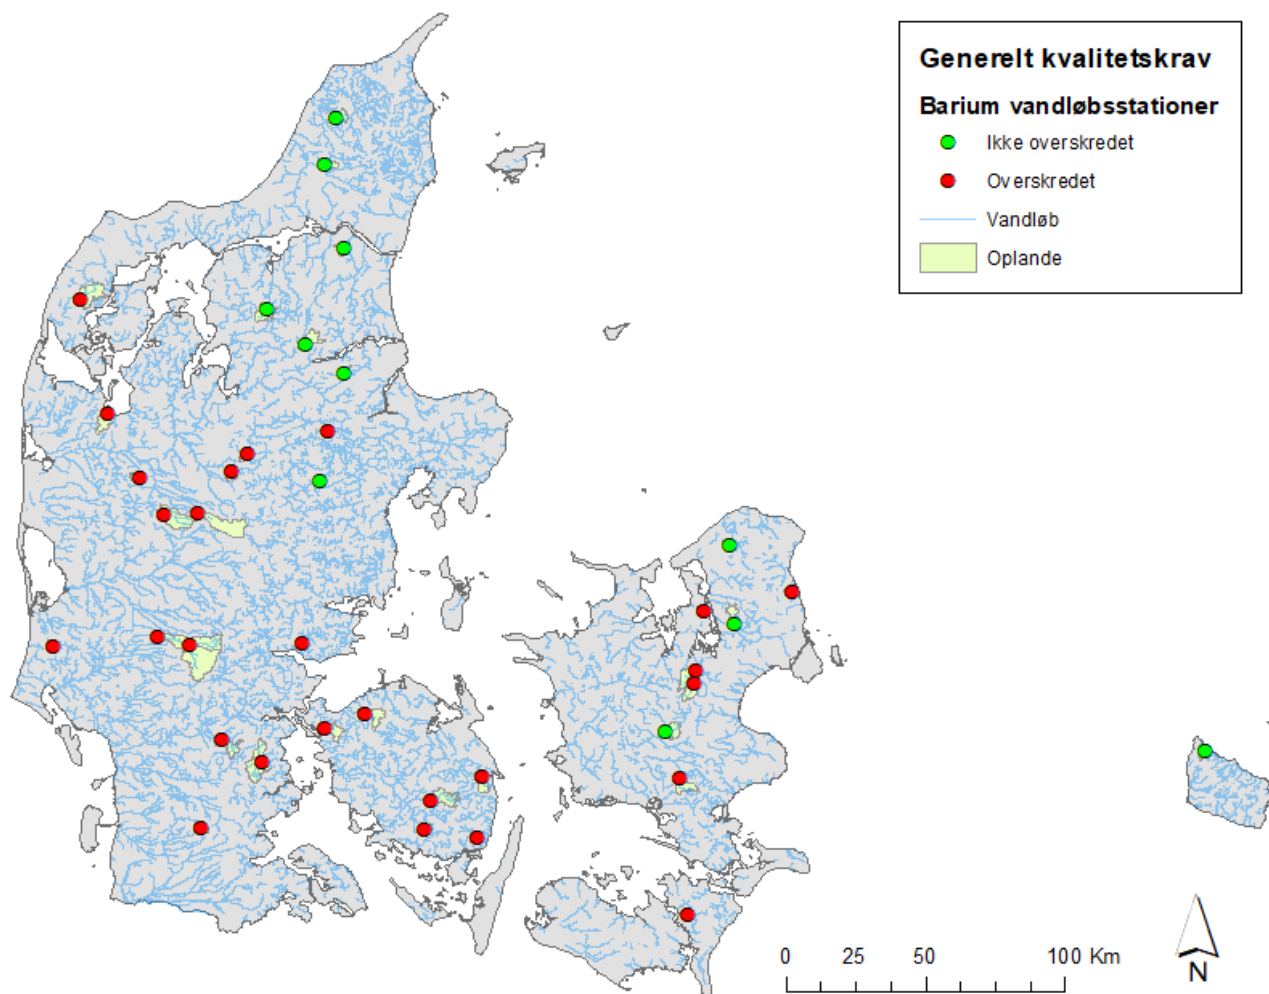 Generelt kvalitetskrav
Barium vandløbsstationer
Ikke overskredet
Overskredet
Vandløb
Oplande
0 25 50 100 Km
N